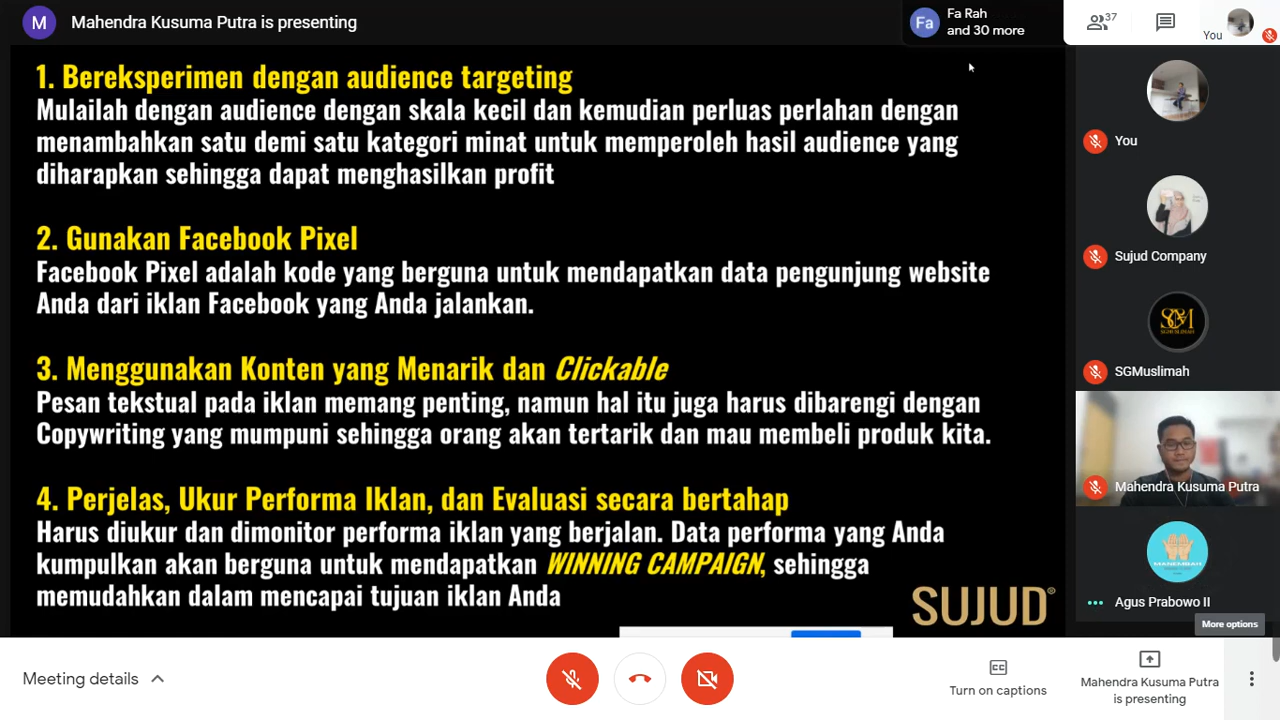 M
Mahendra Kusuma Putra is presenting
Fa
Fa Rah
and 30 more
37
You
1. Bereksperimen dengan audience targeting
Mulailah dengan audience dengan skala kecil dan kemudian perluas perlahan dengan
menambahkan satu demi satu kategori minat untuk memperoleh hasil audience yang
diharapkan sehingga dapat menghasilkan profit
2. Gunakan Facebook Pixel
Facebook Pixel adalah kode yang berguna untuk mendapatkan data pengunjung website
Anda dari iklan Facebook yang Anda jalankan.
3. Menggunakan Konten yang Menarik dan Clickable
Pesan tekstual pada iklan memang penting, namun hal itu juga harus dibarengi dengan
Copywriting yang mumpuni sehingga orang akan tertarik dan mau membeli produk kita.
4. Perjelas, Ukur Performa Iklan, dan Evaluasi secara bertahap
Harus diukur dan dimonitor performa iklan yang berjalan. Data performa yang Anda
kumpulkan akan berguna untuk mendapatkan WINNING CAMPAIGN, sehingga
memudahkan dalam mencapai tujuan iklan Anda
SUJUD®
You
Sujud Company
SGM
SGMUSLIMAH
SGMuslimah
Mahendra Kusuma Putra
MANEMBAH
Agus Prabowo II
More options
Meeting details
CC
Turn on captions
Mahendra Kusuma Putra
is presenting